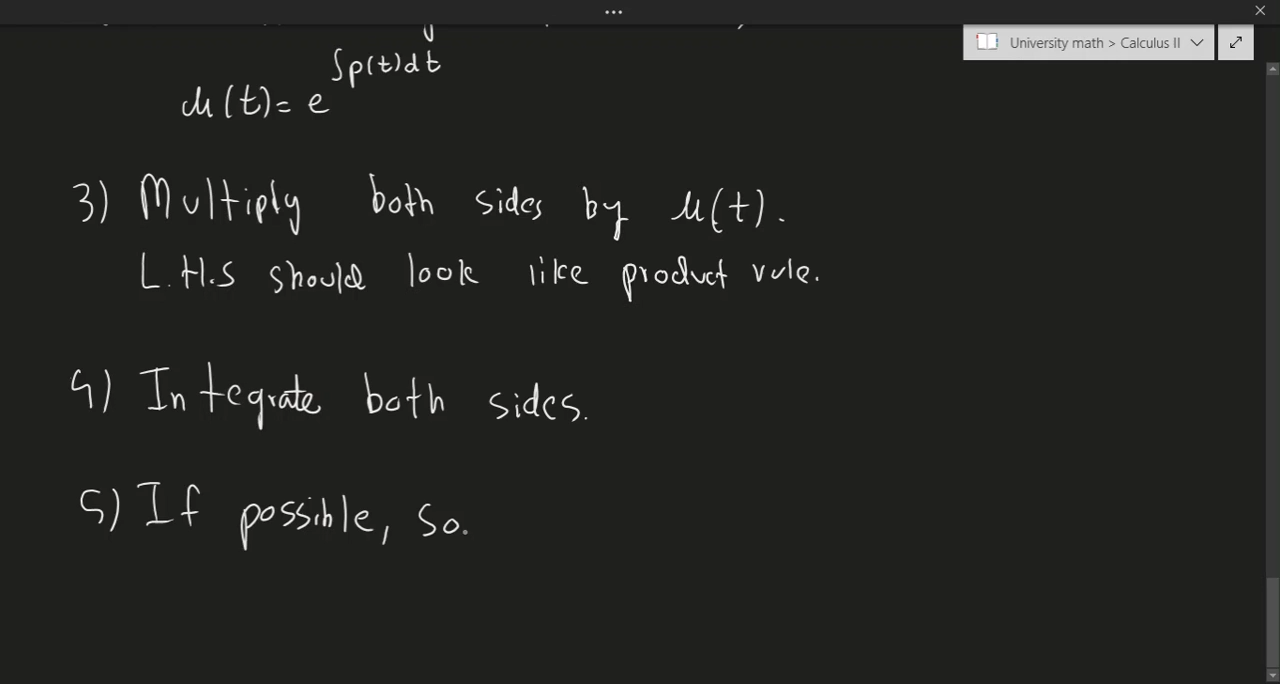 University math > Calculus II
μ(t) = e^∫p(t)dt
3) Multiply both sides by μ(t).
L.H.S should look like product rule.
4) Integrate both sides.
5) If possible, so